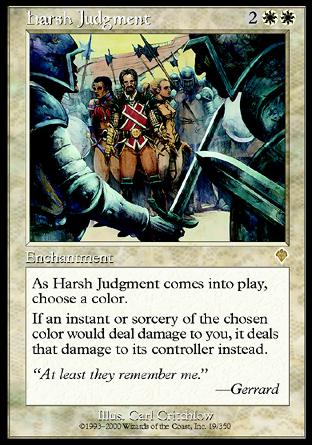 Harsh Judgment 2
Enchantment
As Harsh Judgment comes into play,
choose a color.
If an instant or sorcery of the chosen
color would deal damage to you, it deals
that damage to its controller instead.
“At least they remember me.”
—Gerrard
Illus. Carl Critchlow
©1993–2000 Wizards of the Coast, Inc. 19/350